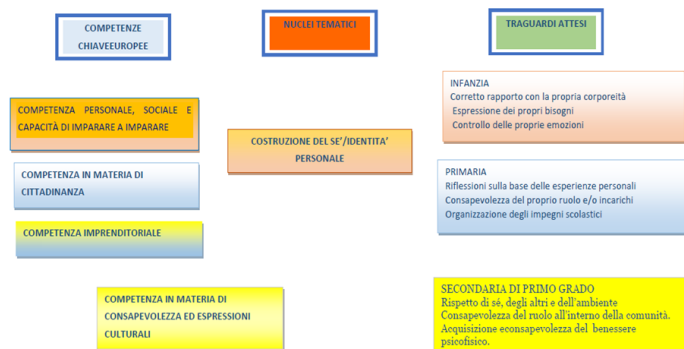 COMPETENZE
CHIAVEEUROPEE
NUCLEI TEMATICI
TRAGUARDI ATTESI
COMPETENZA PERSONALE, SOCIALE E
CAPACITÀ DI IMPARARE A IMPARARE
COMPETENZA IN MATERIA DI
CITTADINANZA
COMPETENZA IMPRENDITORIALE
COMPETENZA IN MATERIA DI
CONSAPEVOLEZZA ED ESPRESSIONI
CULTURALI
COSTRUZIONE DEL SE'/IDENTITA'
PERSONALE
INFANZIA
Corretto rapporto con la propria corporeità
Espressione dei propri bisogni
Controllo delle proprie emozioni
PRIMARIA
Riflessioni sulla base delle esperienze personali
Consapevolezza del proprio ruolo e/o incarichi
Organizzazione degli impegni scolastici
SECONDARIA DI PRIMO GRADO
Rispetto di sé, degli altri e dell'ambiente
Consapevolezza del ruolo all'interno della comunità.
Acquisizione econsapevolezza del benessere
psicofisico.